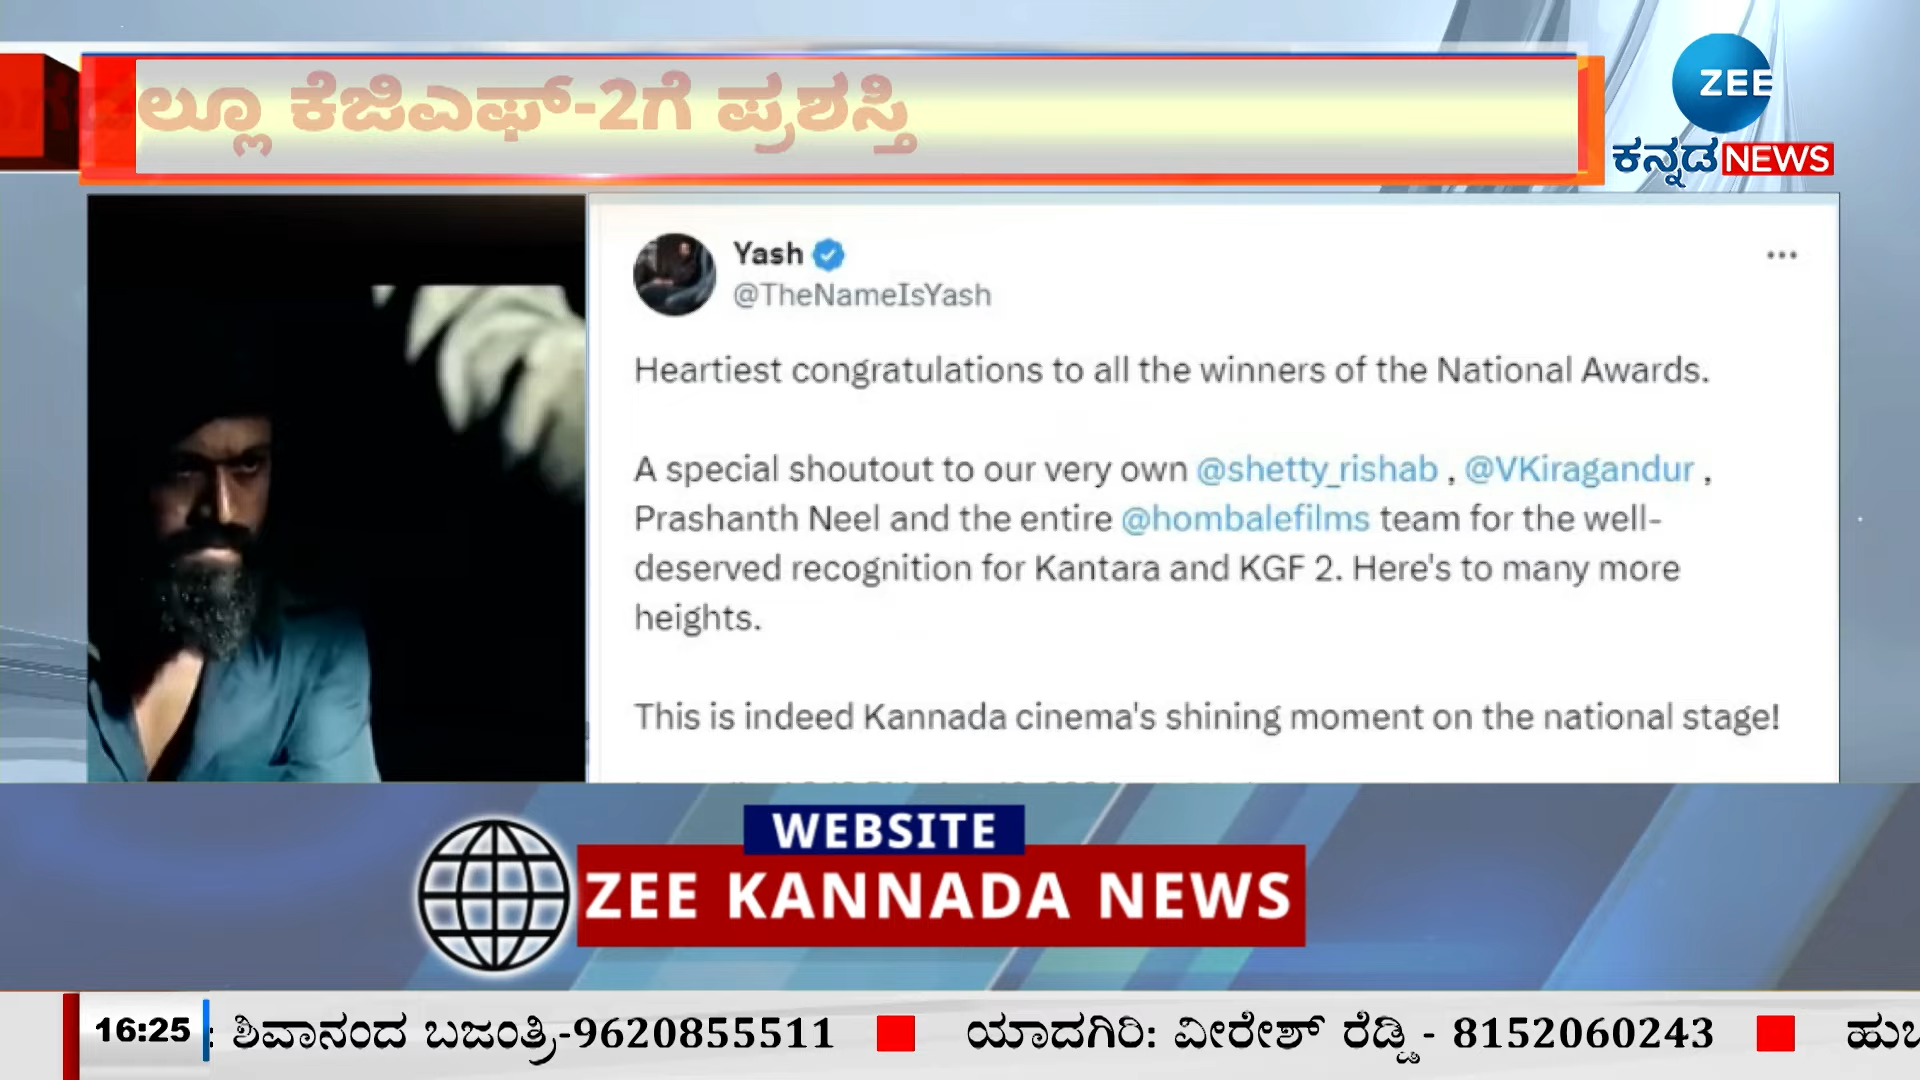 ಕೆಜಿಎಫ್-2ಗೆ ಪ್ರಶಸ್ತಿ
ZEE
ಕನ್ನಡ NEWS
Yash
@TheNameIsYash
Heartiest congratulations to all the winners of the National Awards.
A special shoutout to our very own @shetty_rishab , @VKiragandur ,
Prashanth Neel and the entire @hombalefilms team for the well-
deserved recognition for Kantara and KGF 2. Here's to many more
heights.
This is indeed Kannada cinema's shining moment on the national stage!
WEBSITE
ZEE KANNADA NEWS
16:25 : ಶಿವಾನಂದ ಬಜಂತ್ರಿ-9620855511 ಯಾದಗಿರಿ: ವೀರೇಶ್ ರೆಡ್ಡಿ- 8152060243